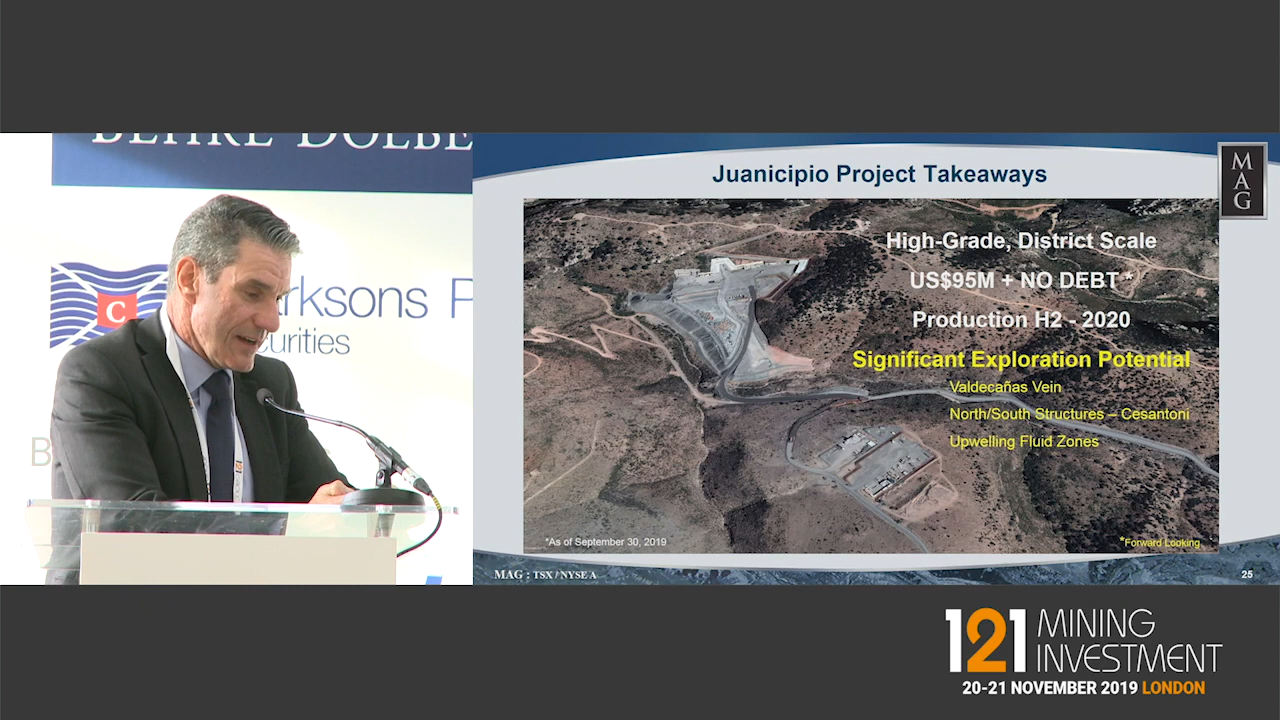 Juanicipio Project Takeaways
MAG
High-Grade, District Scale
US$95M + NO DEBT *
Production H2 - 2020
Significant Exploration Potential
Valdecañas Vein
North/South Structures – Cesantoni
Upwelling Fluid Zones
*As of September 30, 2019
*Forward Looking
MAG : TSX / NYSE A
25
C
121 MINING
INVESTMENT
20-21 NOVEMBER 2019 LONDON